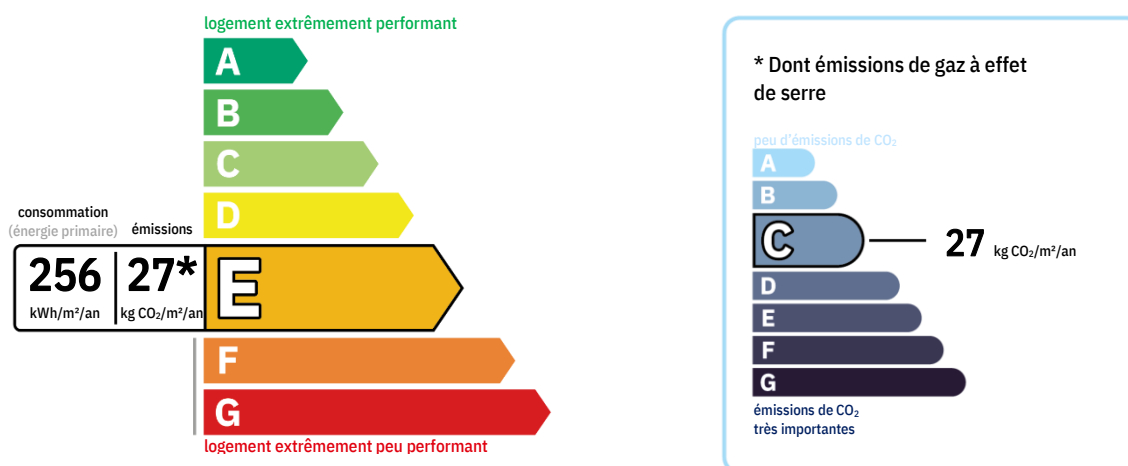 logement extrêmement performant
A
B
C
D
consommation
(énergie primaire)
émissions
256
27*
kWh/m²/an
kg CO₂/m²/an
E
F
G
logement extrêmement peu performant
* Dont émissions de gaz à effet
de serre
peu d'émissions de CO₂
A
B
C
27 kg CO₂/m²/an
D
E
F
G
émissions de CO₂
très importantes